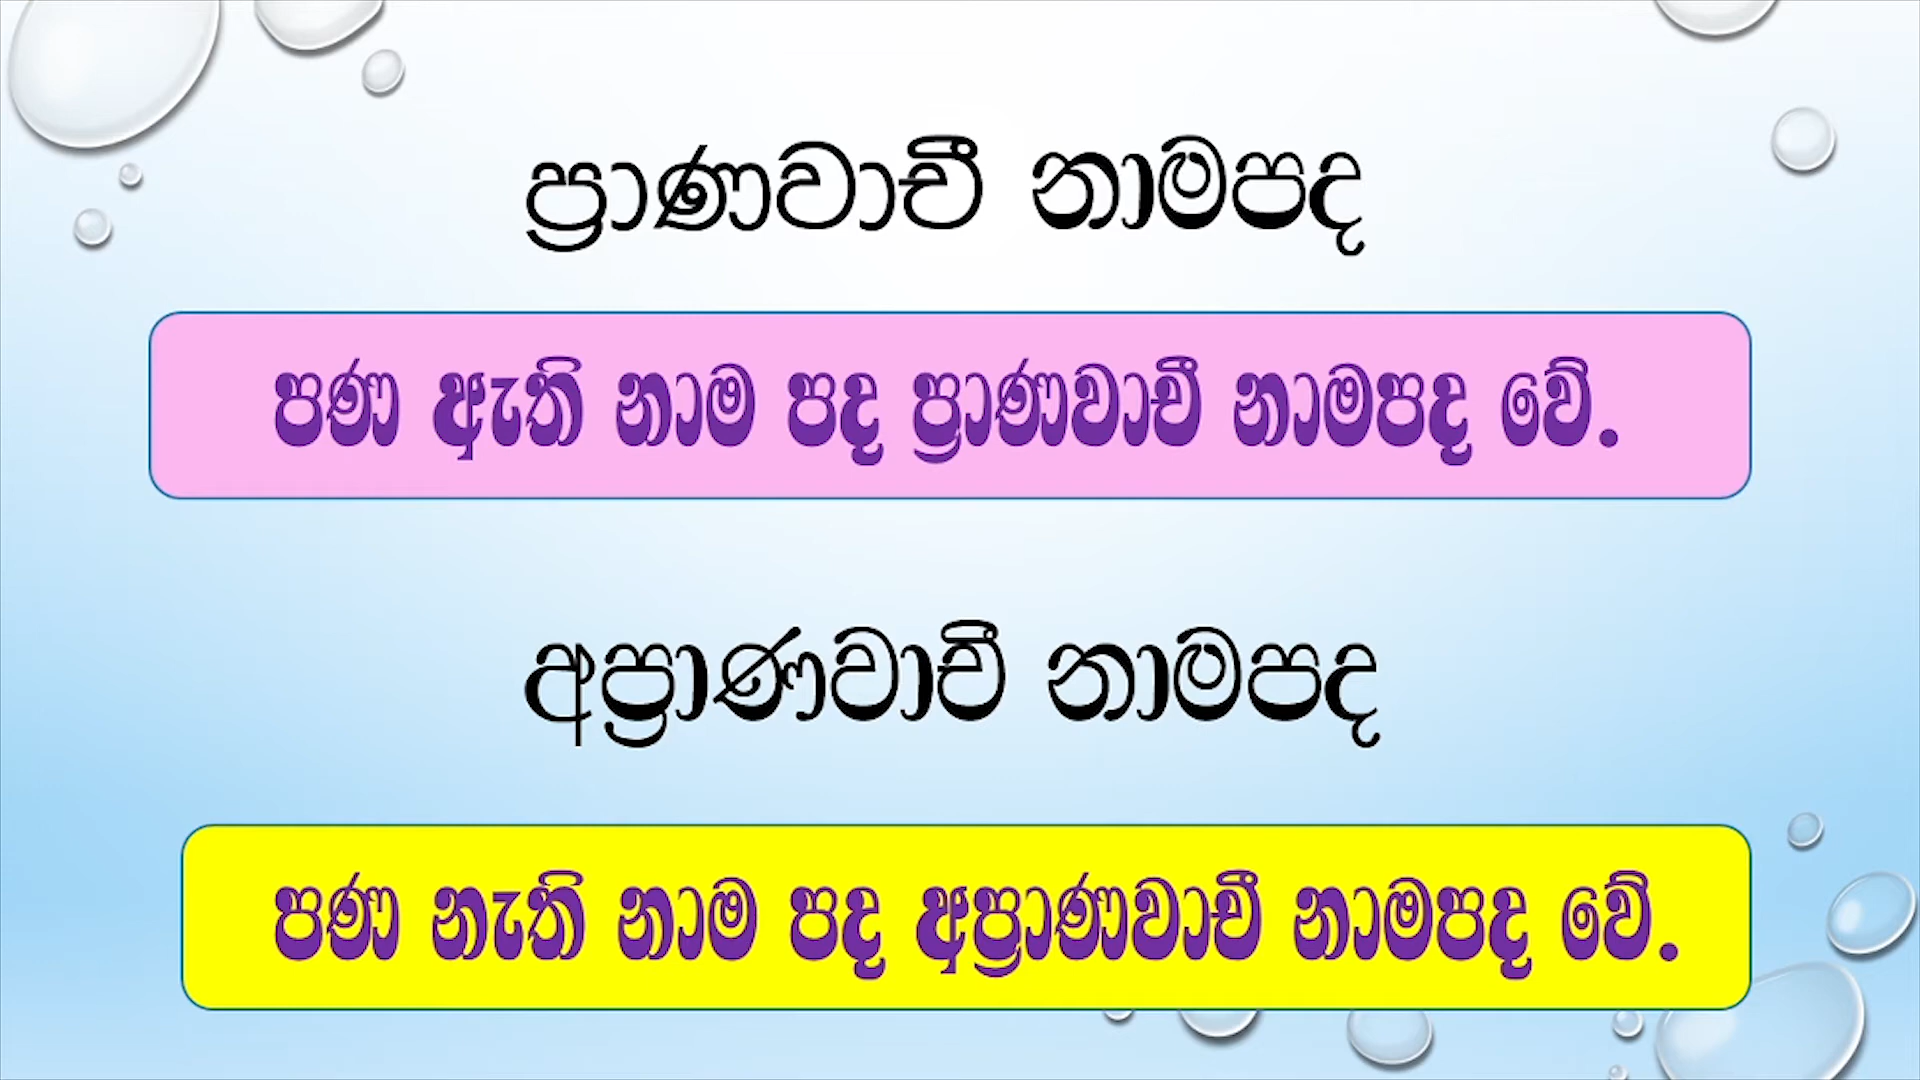 ප්‍රාණවාචී නාමපද
පණ ඇති නාම පද ප්‍රාණවාචී නාමපද වේ.
අප්‍රාණවාචී නාමපද
පණ නැති නාම පද අප්‍රාණවාචී නාමපද වේ.